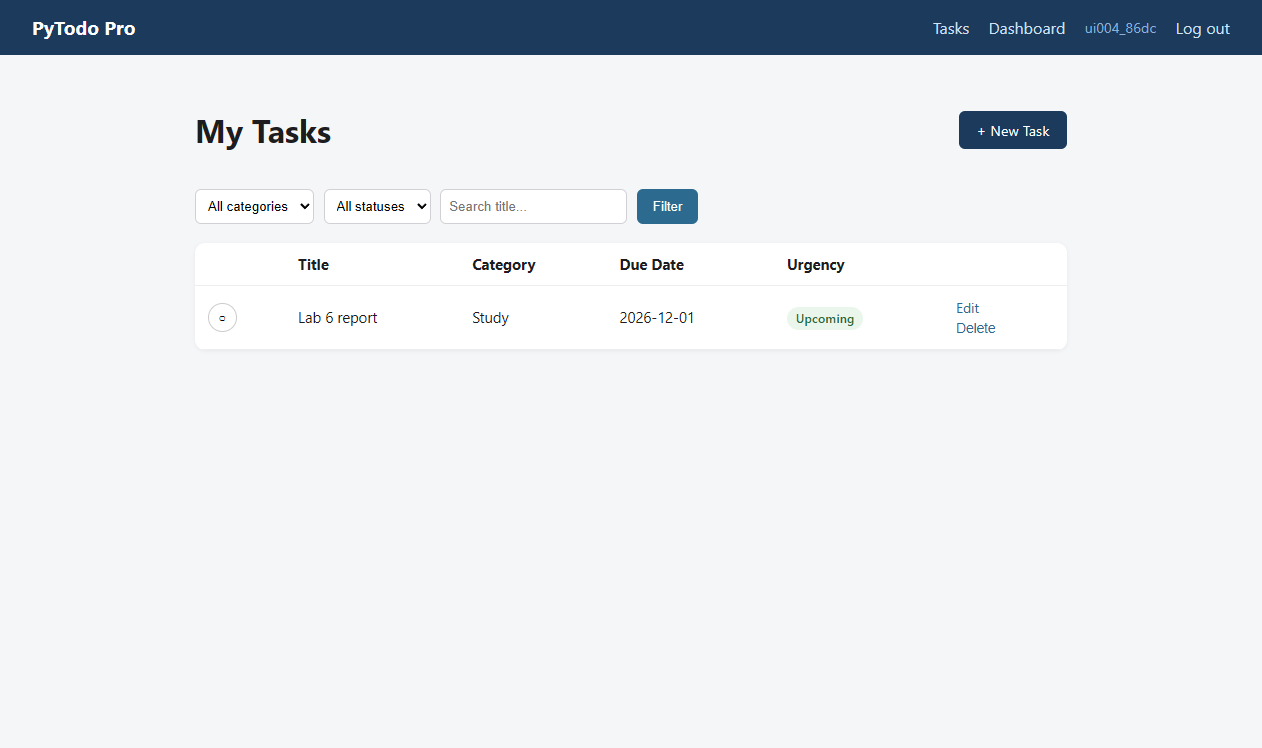 PyTodo Pro Tasks Dashboard ui004_86dc Log out
My Tasks + New Task
All categories All statuses Search title... Filter
Title Category Due Date Urgency
Lab 6 report Study 2026-12-01 Upcoming Edit
Delete